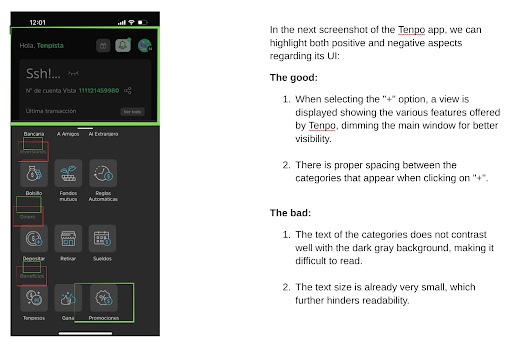 12:01
Hola, Tenpista
Ssh!...
N° de cuenta Vista 111121459980
Última transacción
Ver todo
Bancaria A Amigos Al Extranjero
Inversiones
Bolsillo Fondos mutuos Reglas Automáticas
Dinero
Depositar Retirar Sueldos
Beneficios
Tenpesos Gana Promociones
In the next screenshot of the Tenpo app, we can
highlight both positive and negative aspects
regarding its UI:
The good:
1. When selecting the "+" option, a view is
displayed showing the various features offered
by Tenpo, dimming the main window for better
visibility.
2. There is proper spacing between the
categories that appear when clicking on "+".
The bad:
1. The text of the categories does not contrast
well with the dark gray background, making it
difficult to read.
2. The text size is already very small, which
further hinders readability.